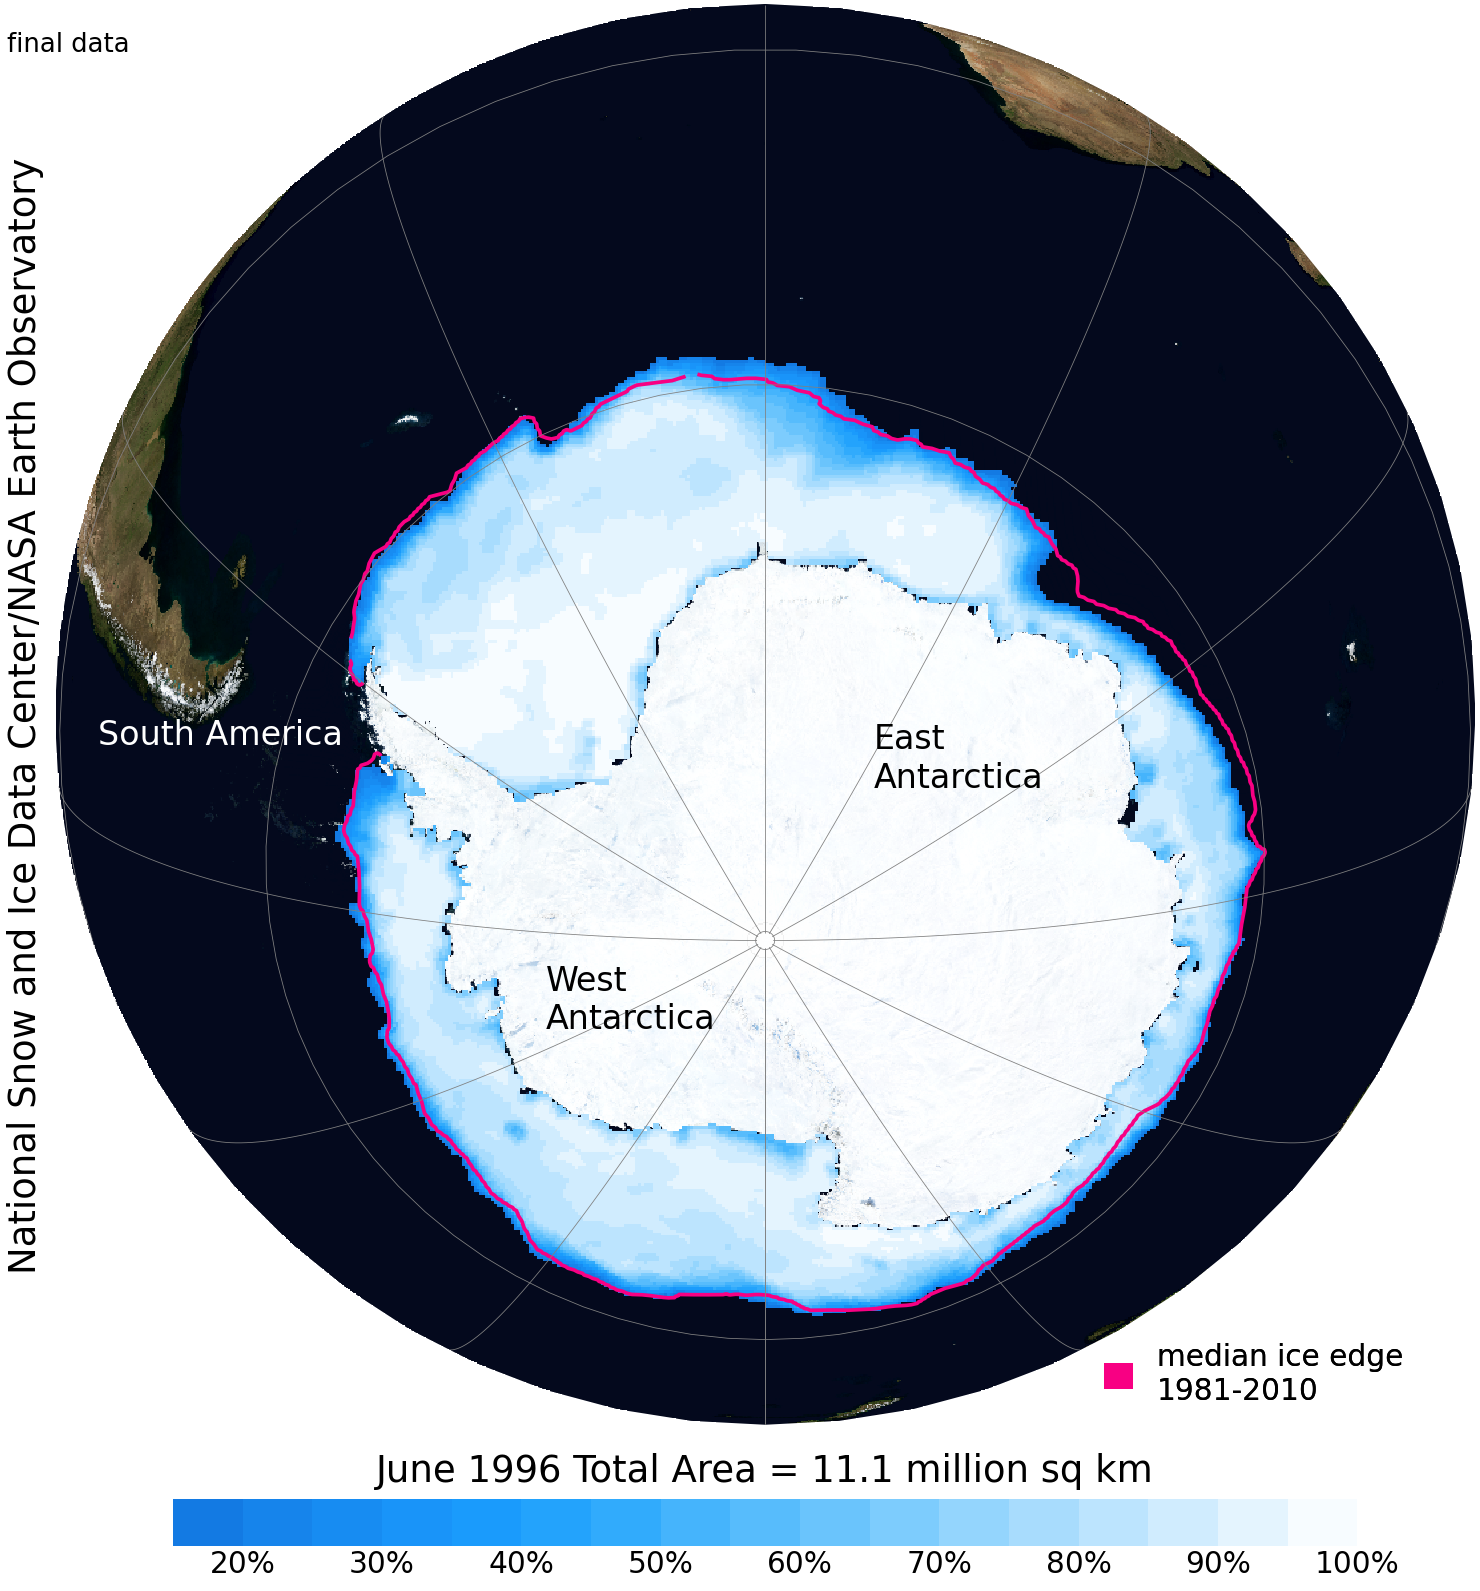 final data
National Snow and Ice Data Center/NASA Earth Observatory
South America
East
Antarctica
West
Antarctica
median ice edge
1981-2010
June 1996 Total Area = 11.1 million sq km
20% 30% 40% 50% 60% 70% 80% 90% 100%